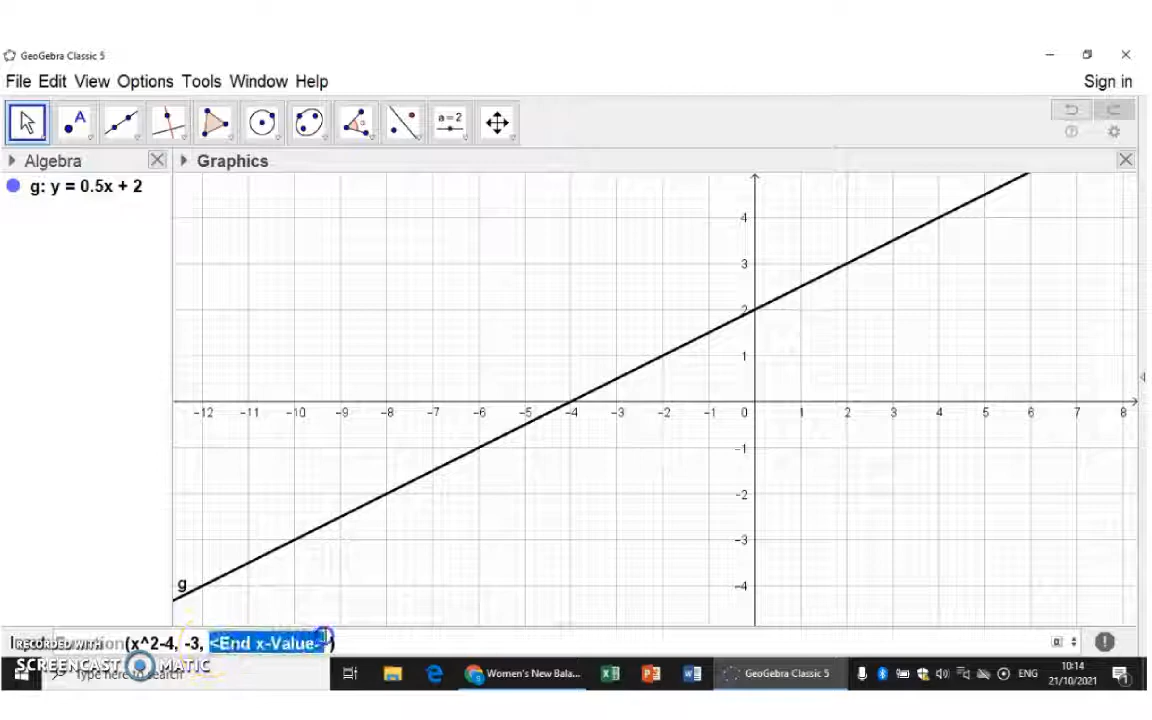 GeoGebra Classic 5
File Edit View Options Tools Window Help
Sign in
A
a=2
Algebra
Graphics
g: y = 0.5x + 2
4
3
2
1
−12 −11 −10 −9 −8 −7 −6 −5 −4 −3 −2 −1 0 1 2 3 4 5 6 7 8
−1
−2
−3
−4
g
Function(x^2-4, -3, <End x-Value> )
α
RECORDED WITH
SCREENCAST MATIC
Type here to search
Women's New Bala...
GeoGebra Classic 5
ENG
10:14
21/10/2021
1